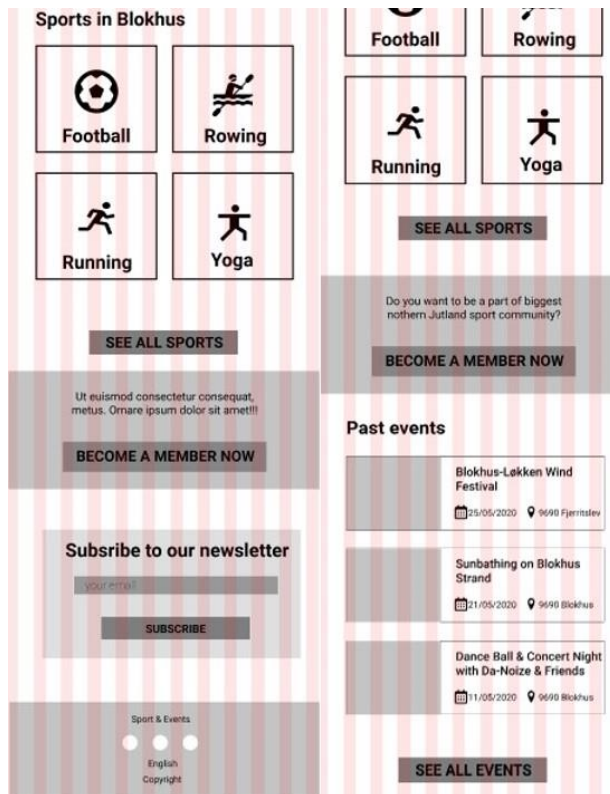 Sports in Blokhus
Football
Rowing
Running
Yoga
SEE ALL SPORTS
Ut euismod consectetur consequat,
metus. Ornare ipsum dolor sit amet!!!
BECOME A MEMBER NOW
Subsribe to our newsletter
your email
SUBSCRIBE
Sport & Events
English
Copyright
Football
Rowing
Running
Yoga
SEE ALL SPORTS
Do you want to be a part of biggest
nothern Jutland sport community?
BECOME A MEMBER NOW
Past events
Blokhus-Løkken Wind
Festival
25/05/2020 9690 Fjerritslev
Sunbathing on Blokhus
Strand
21/05/2020 9690 Blokhus
Dance Ball & Concert Night
with Da-Noize & Friends
11/05/2020 9690 Blokhus
SEE ALL EVENTS